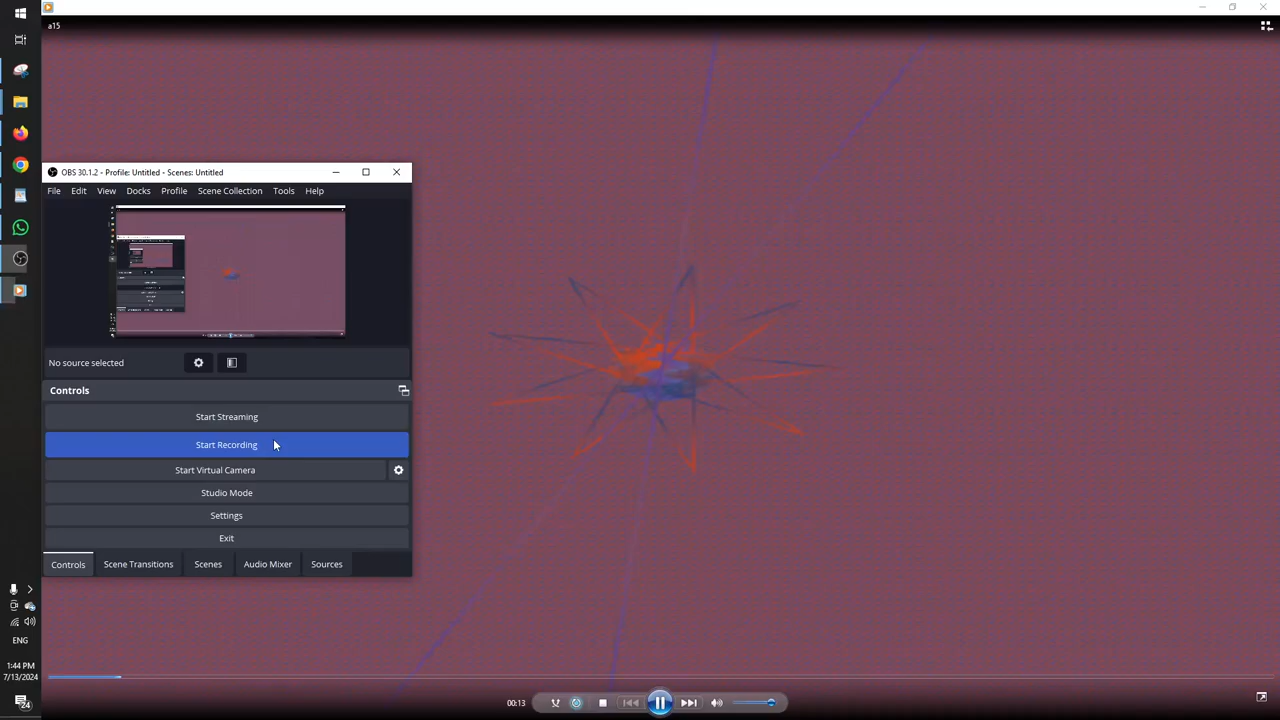 a15
OBS 30.1.2 - Profile: Untitled - Scenes: Untitled
File Edit View Docks Profile Scene Collection Tools Help
No source selected
Controls
Start Streaming
Start Recording
Start Virtual Camera
Studio Mode
Settings
Exit
Controls Scene Transitions Scenes Audio Mixer Sources
ENG
1:44 PM
7/13/2024
24
00:13